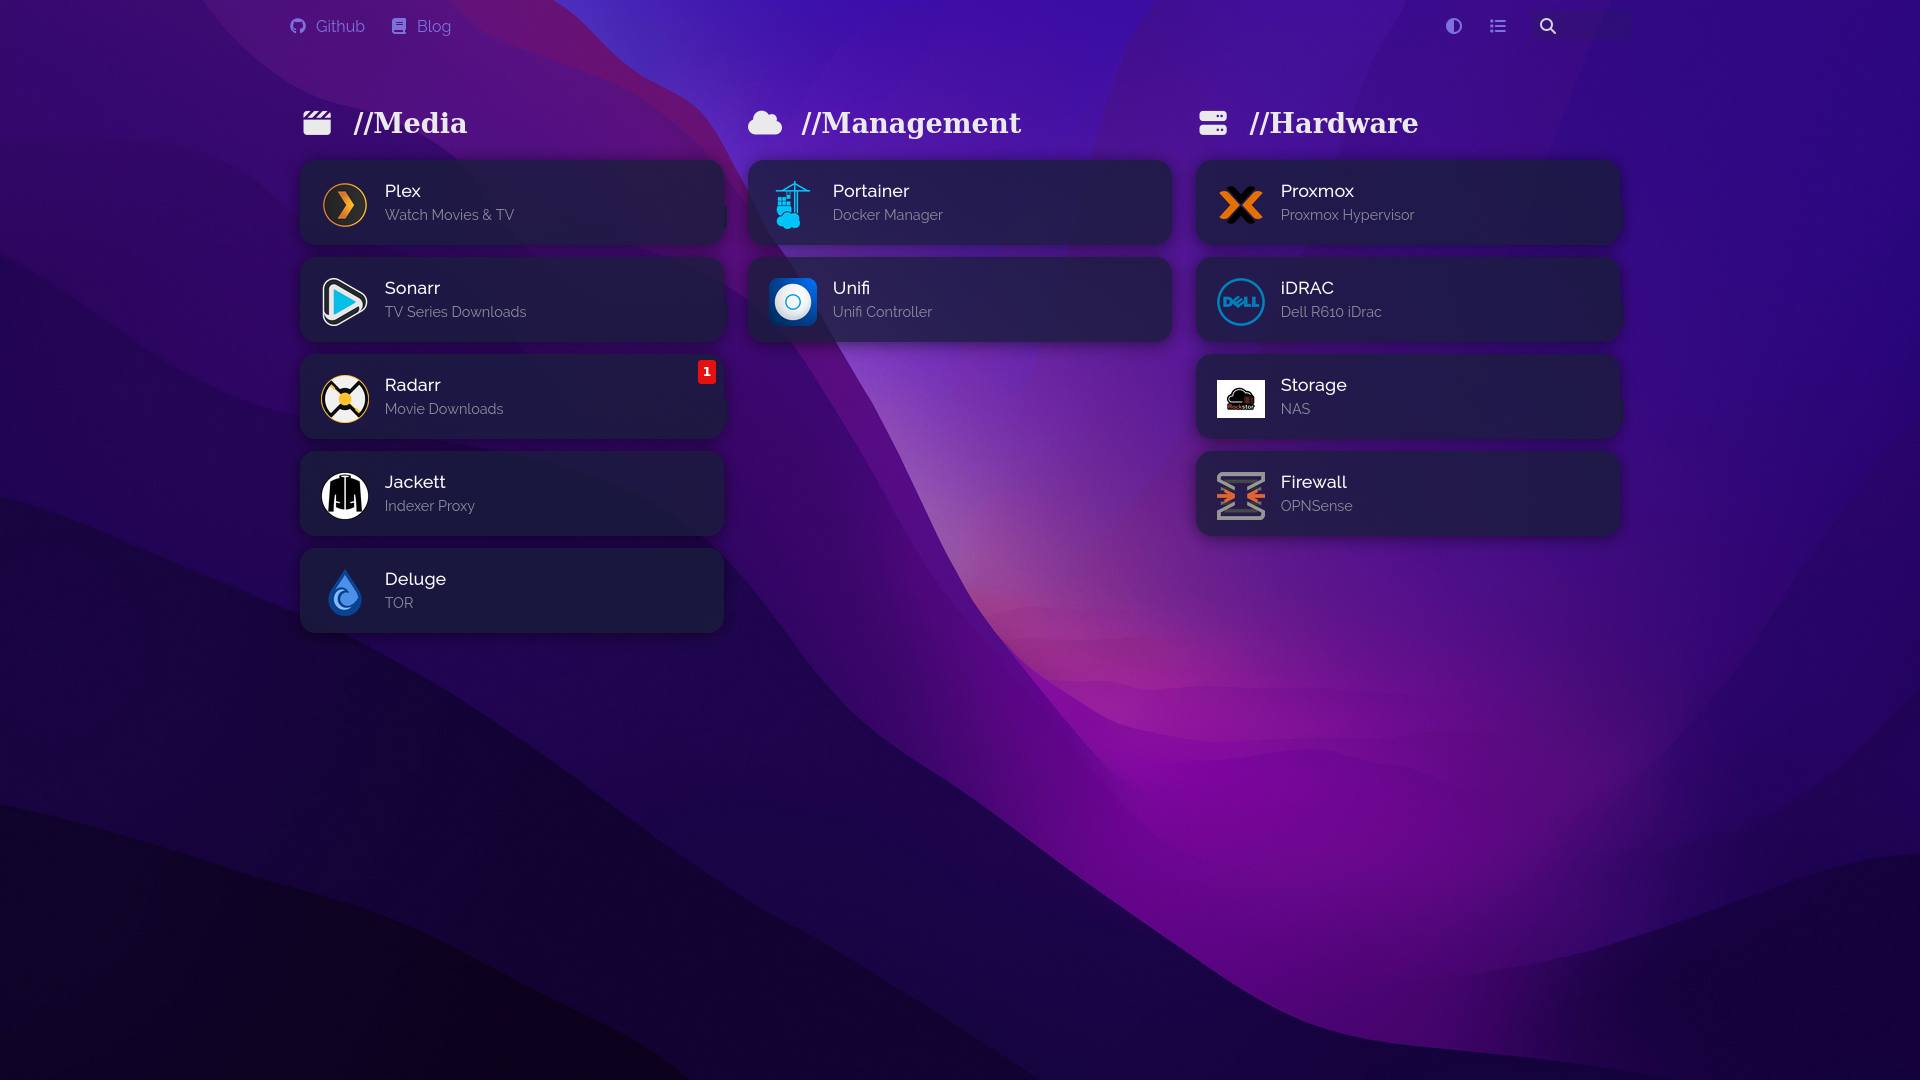 Github
Blog
//Media
Plex
Watch Movies & TV
Sonarr
TV Series Downloads
1
Radarr
Movie Downloads
Jackett
Indexer Proxy
Deluge
TOR
//Management
Portainer
Docker Manager
Unifi
Unifi Controller
//Hardware
Proxmox
Proxmox Hypervisor
DELL
iDRAC
Dell R610 iDrac
Rockstor
Storage
NAS
Firewall
OPNSense